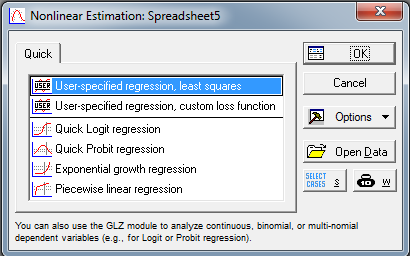 Nonlinear Estimation: Spreadsheet5
Quick
OK
USER User-specified regression, least squares
USER User-specified regression, custom loss function
Quick Logit regression
Quick Probit regression
Exponential growth regression
Piecewise linear regression
Cancel
Options
Open Data
SELECT
CASES S
W
You can also use the GLZ module to analyze continuous, binomial, or multi-nomial
dependent variables (e.g., for Logit or Probit regression).